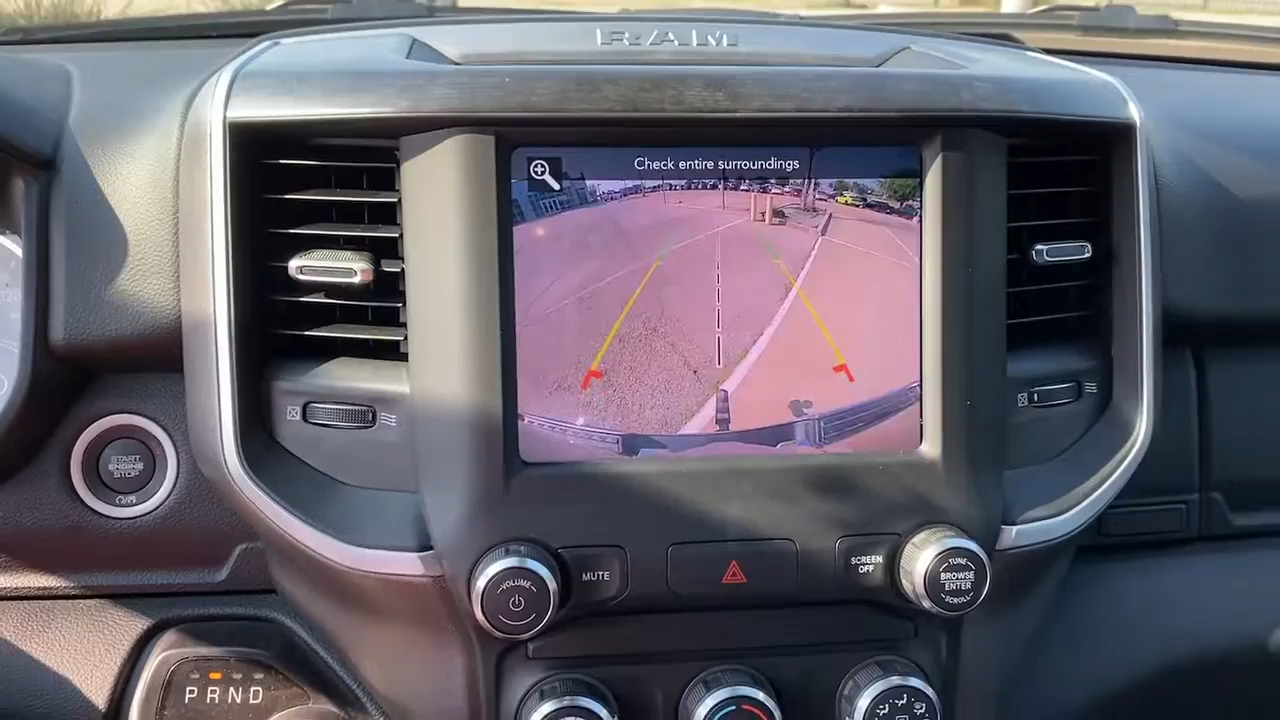 RAM
Check entire surroundings
START
ENGINE
STOP
VOLUME
MUTE
SCREEN
OFF
TUNE
BROWSE
ENTER
SCROLL
PRND